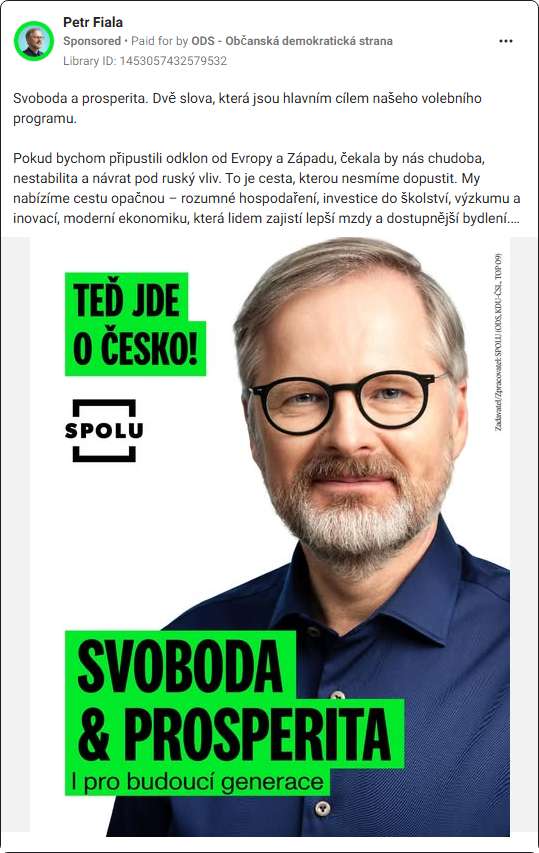 Petr Fiala
Sponsored • Paid for by ODS - Občanská demokratická strana
Library ID: 1453057432579532
Svoboda a prosperita. Dvě slova, která jsou hlavním cílem našeho volebního
programu.
Pokud bychom připustili odklon od Evropy a Západu, čekala by nás chudoba,
nestabilita a návrat pod ruský vliv. To je cesta, kterou nesmíme dopustit. My
nabízíme cestu opačnou – rozumné hospodaření, investice do školství, výzkumu a
inovací, moderní ekonomiku, která lidem zajistí lepší mzdy a dostupnější bydlení....
TEĎ JDE
O ČESKO!
SPOLU
Zadavatel/Zpracovatel: SPOLU (ODS, KDU-ČSL, TOP 09)
SVOBODA
& PROSPERITA
I pro budoucí generace